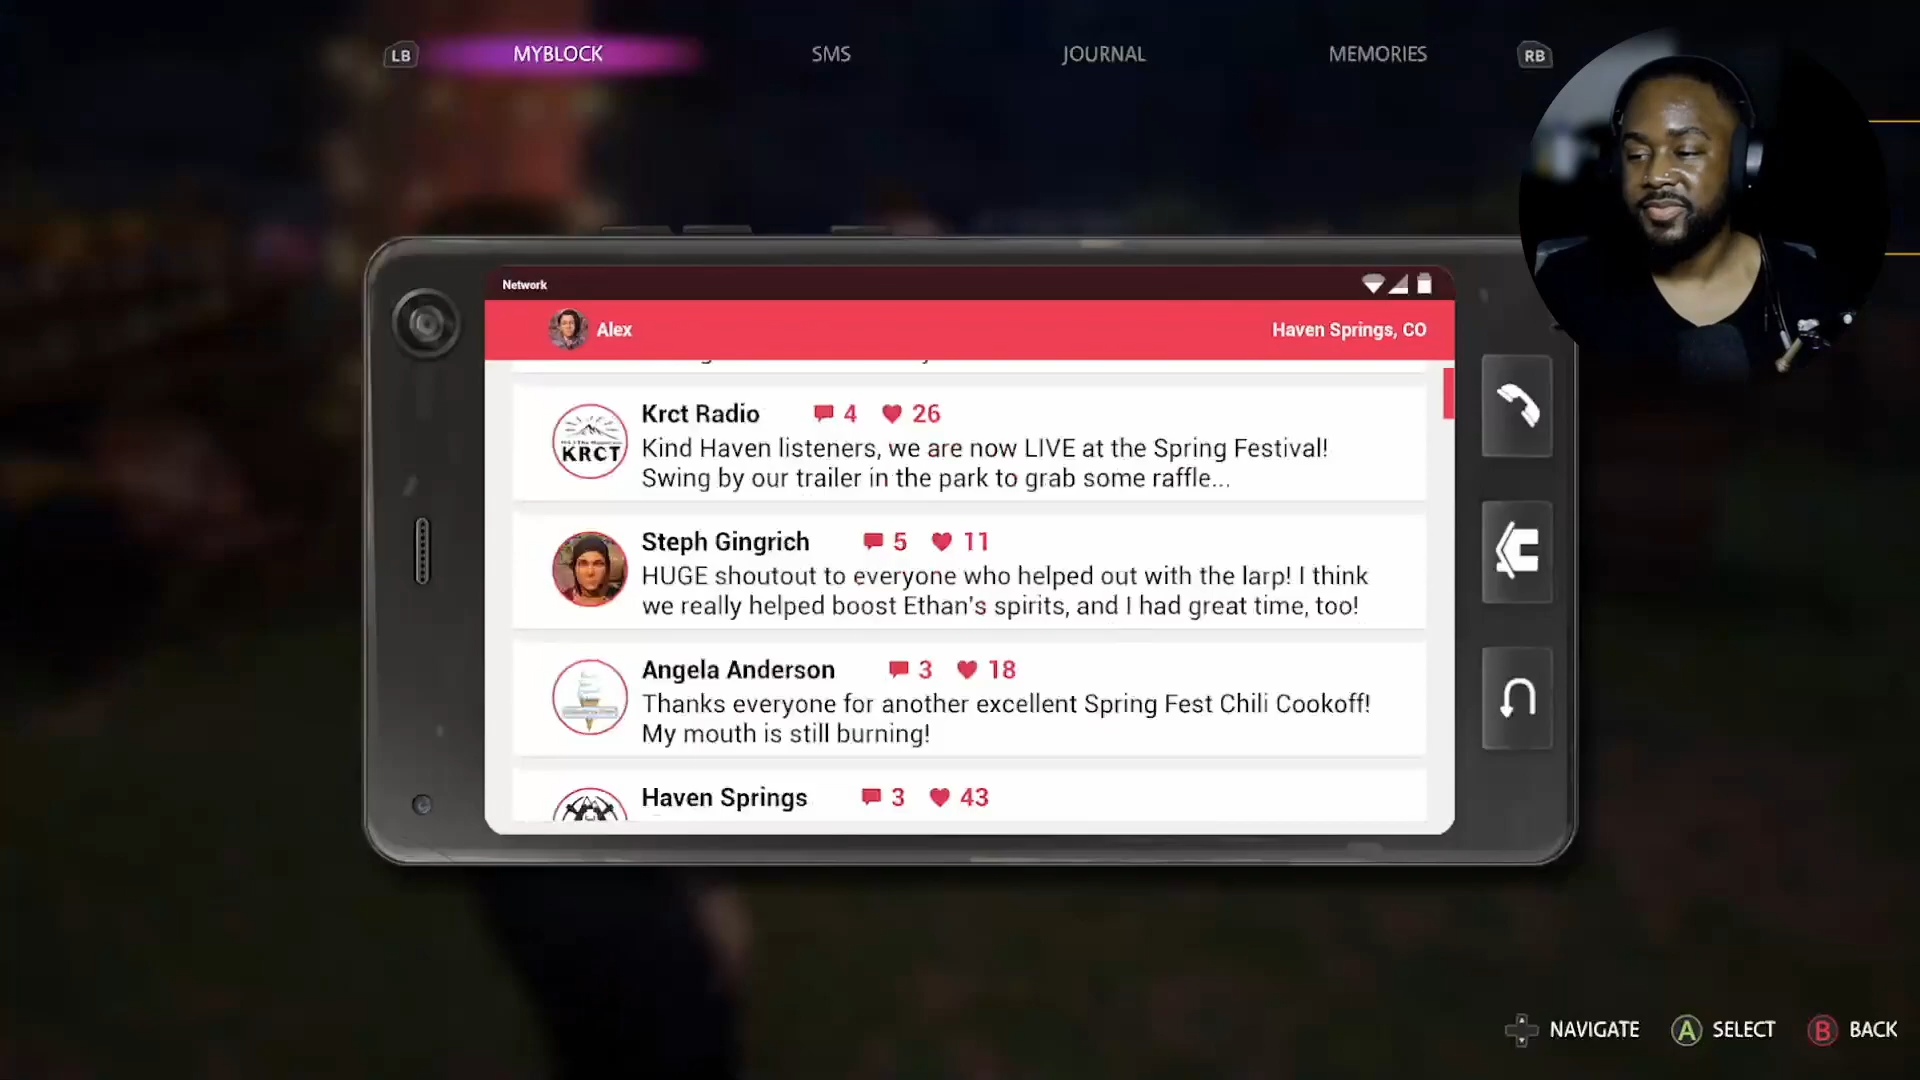 LB MYBLOCK SMS JOURNAL MEMORIES RB
Network
Alex Haven Springs, CO
Krct Radio 4 26
KRCT
Kind Haven listeners, we are now LIVE at the Spring Festival!
Swing by our trailer in the park to grab some raffle...
Steph Gingrich 5 11
HUGE shoutout to everyone who helped out with the larp! I think
we really helped boost Ethan's spirits, and I had great time, too!
Angela Anderson 3 18
Thanks everyone for another excellent Spring Fest Chili Cookoff!
My mouth is still burning!
Haven Springs 3 43
NAVIGATE A SELECT B BACK